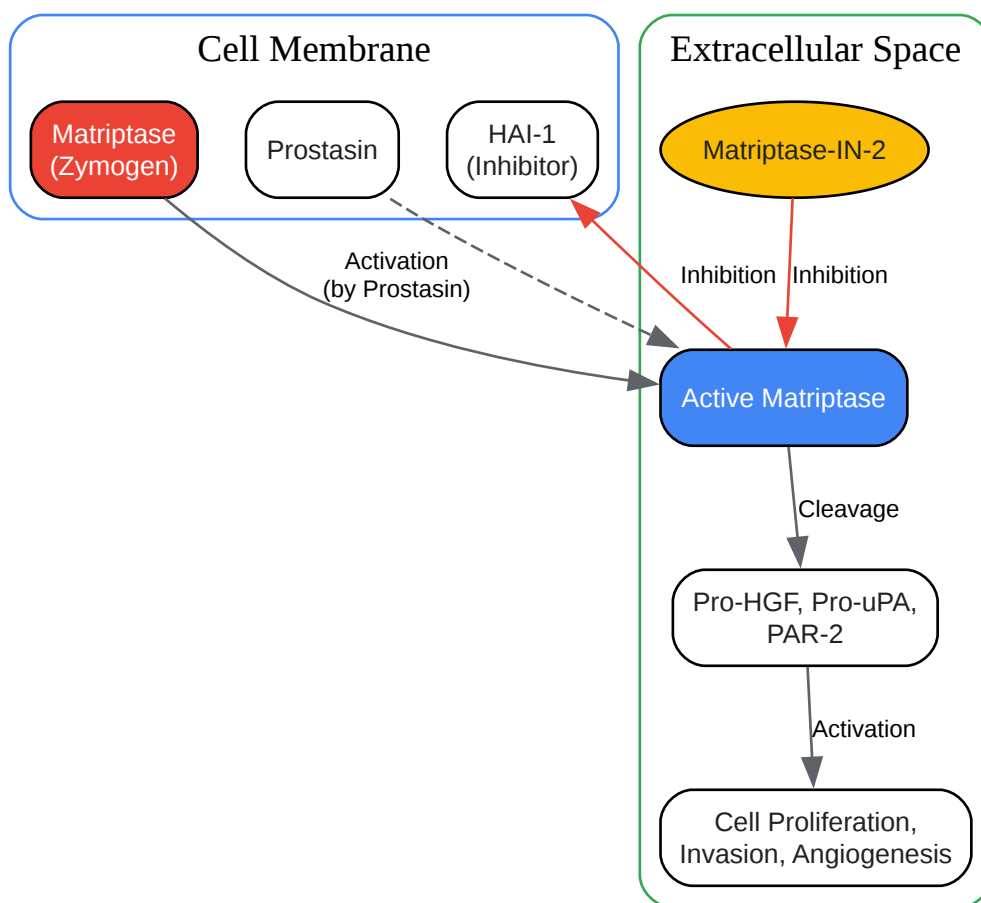 Cell Membrane
Extracellular Space
Matriptase
(Zymogen)
Prostasin
HAI-1
(Inhibitor)
Matriptase-IN-2
Activation
(by Prostasin)
Inhibition
Inhibition
Active Matriptase
Cleavage
Pro-HGF, Pro-uPA,
PAR-2
Activation
Cell Proliferation,
Invasion, Angiogenesis